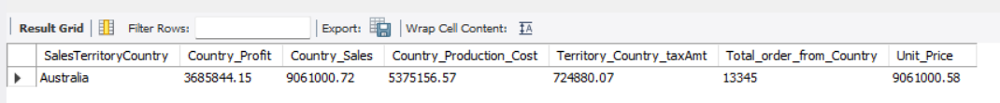 Result Grid Filter Rows: Export: Wrap Cell Content: IA
SalesTerritoryCountry Country_Profit Country_Sales Country_Production_Cost Territory_Country_taxAmt Total_order_from_Country Unit_Price
Australia 3685844.15 9061000.72 5375156.57 724880.07 13345 9061000.58